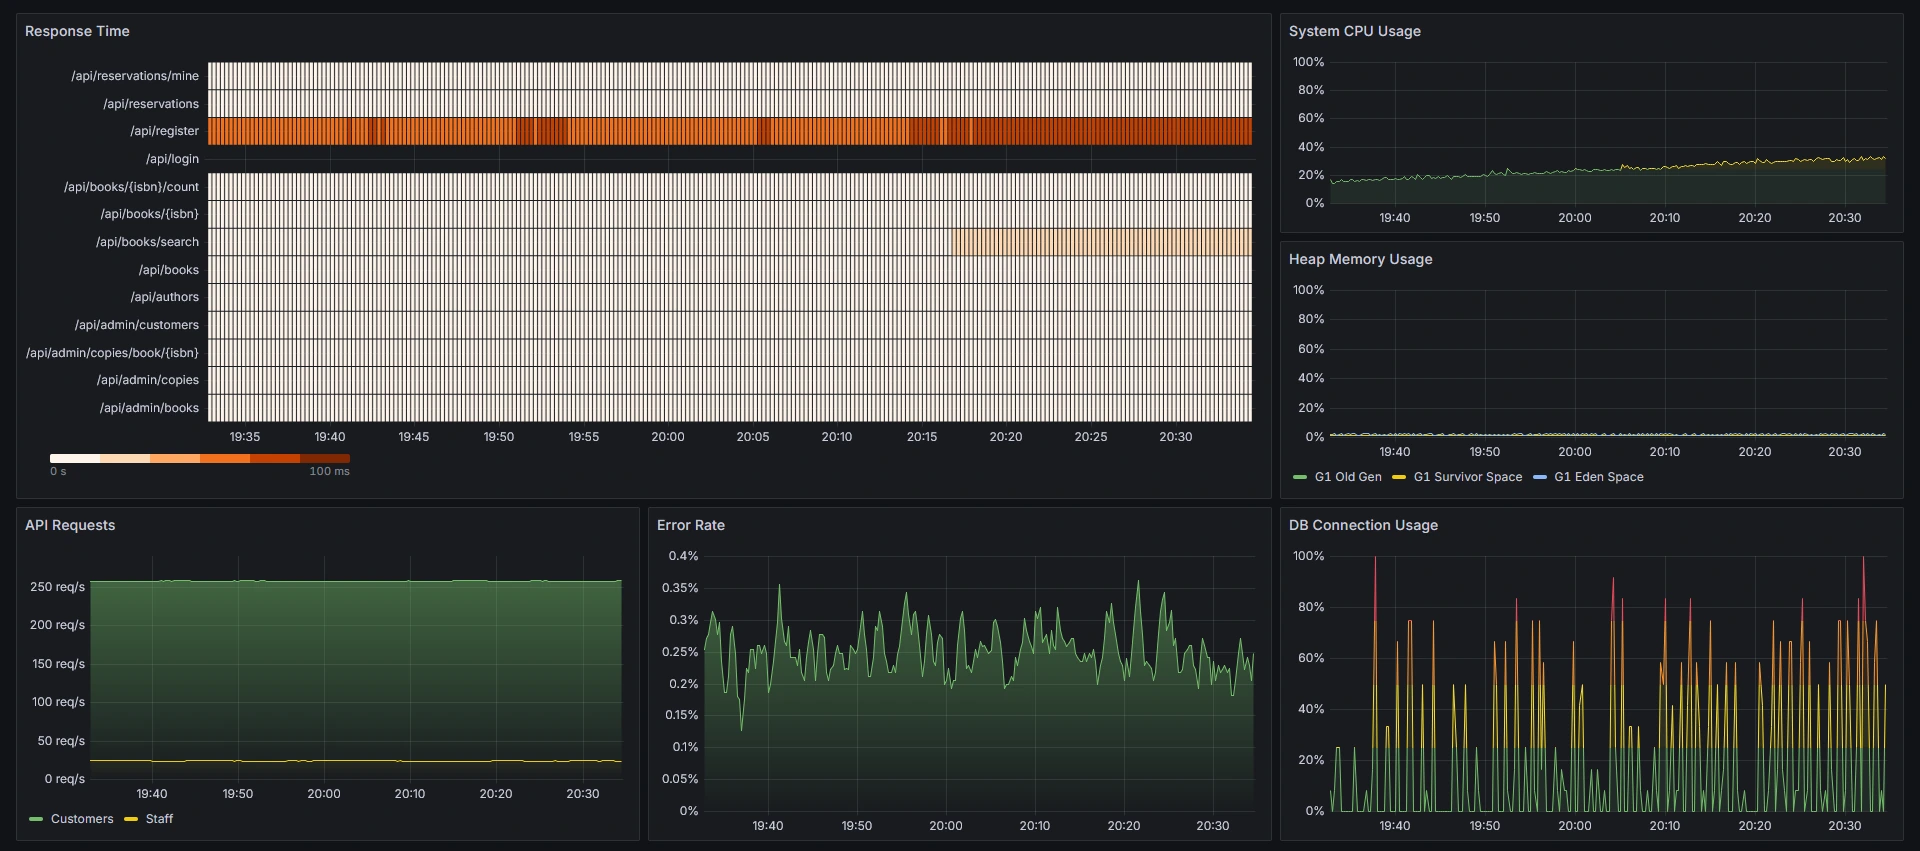 Response Time
/api/reservations/mine
/api/reservations
/api/register
/api/login
/api/books/{isbn}/count
/api/books/{isbn}
/api/books/search
/api/books
/api/authors
/api/admin/customers
/api/admin/copies/book/{isbn}
/api/admin/copies
/api/admin/books
19:35 19:40 19:45 19:50 19:55 20:00 20:05 20:10 20:15 20:20 20:25 20:30
0 s 100 ms
System CPU Usage
100%
80%
60%
40%
20%
0%
19:40 19:50 20:00 20:10 20:20 20:30
Heap Memory Usage
100%
80%
60%
40%
20%
0%
19:40 19:50 20:00 20:10 20:20 20:30
G1 Old Gen G1 Survivor Space G1 Eden Space
API Requests
250 req/s
200 req/s
150 req/s
100 req/s
50 req/s
0 req/s
19:40 19:50 20:00 20:10 20:20 20:30
Customers Staff
Error Rate
0.4%
0.35%
0.3%
0.25%
0.2%
0.15%
0.1%
0.05%
0%
19:40 19:50 20:00 20:10 20:20 20:30
DB Connection Usage
100%
80%
60%
40%
20%
0%
19:40 19:50 20:00 20:10 20:20 20:30